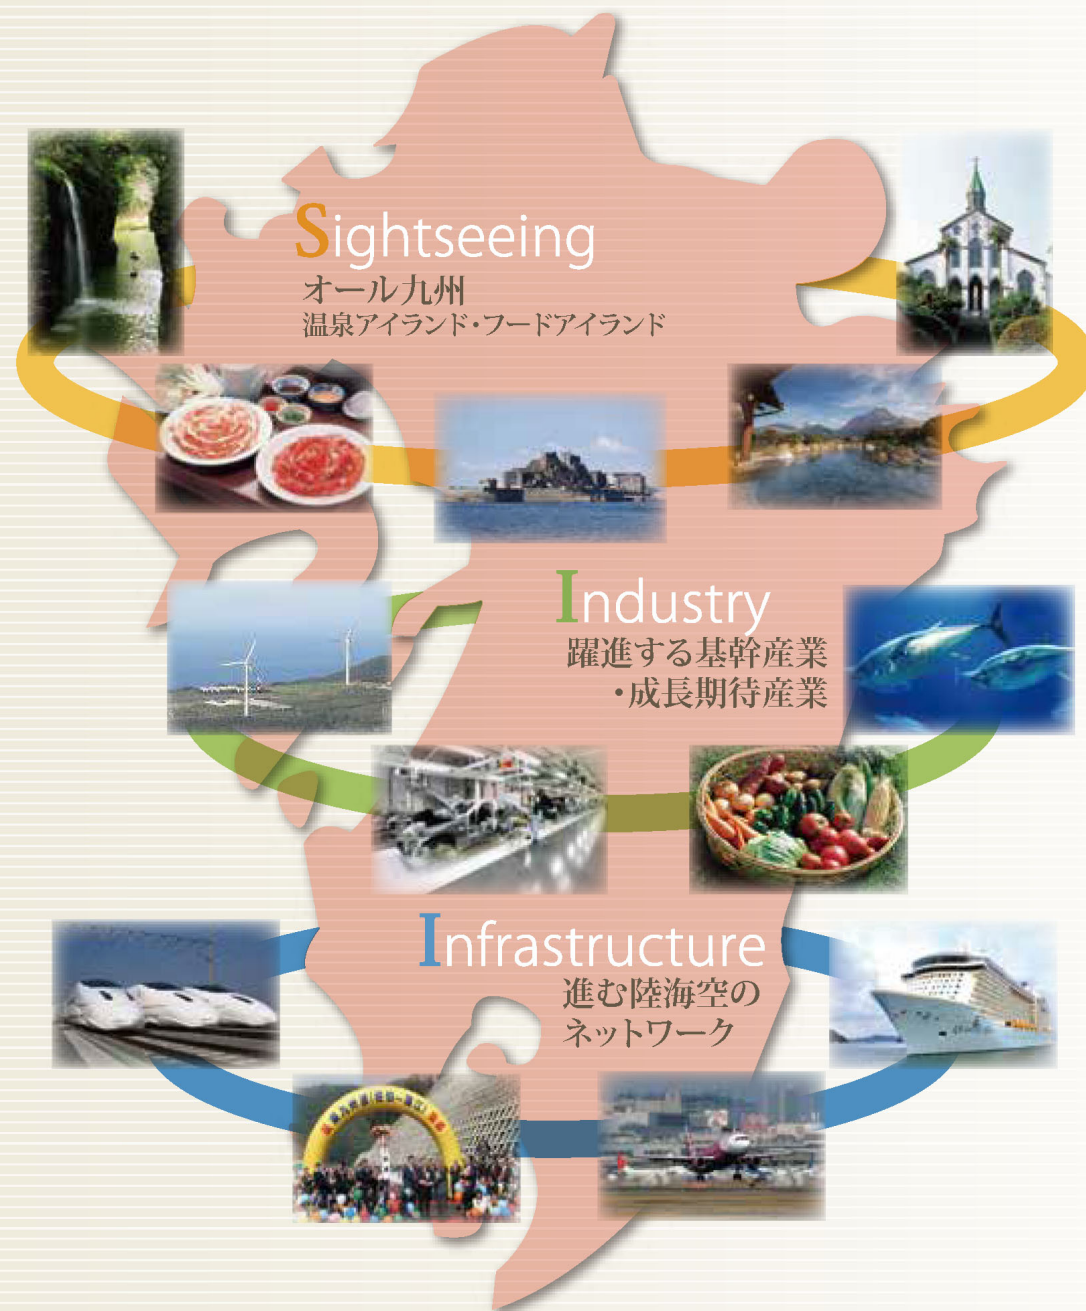 Sightseeing
オール九州
温泉アイランド・フードアイランド
Industry
躍進する基幹産業
・成長期待産業
Infrastructure
進む陸海空の
ネットワーク